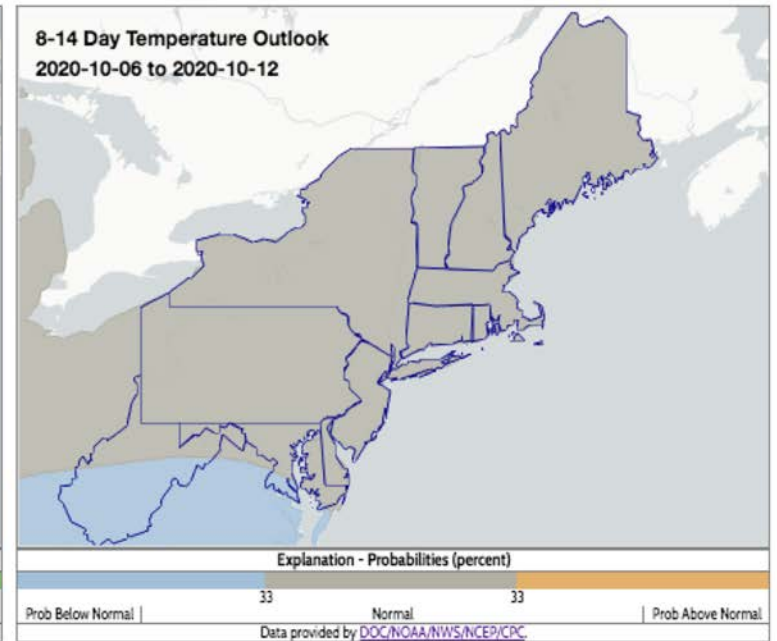 8-14 Day Temperature Outlook
2020-10-06 to 2020-10-12
Explanation - Probabilities (percent)
33 33
Prob Below Normal Normal Prob Above Normal
Data provided by DOC/NOAA/NWS/NCEP/CPC.